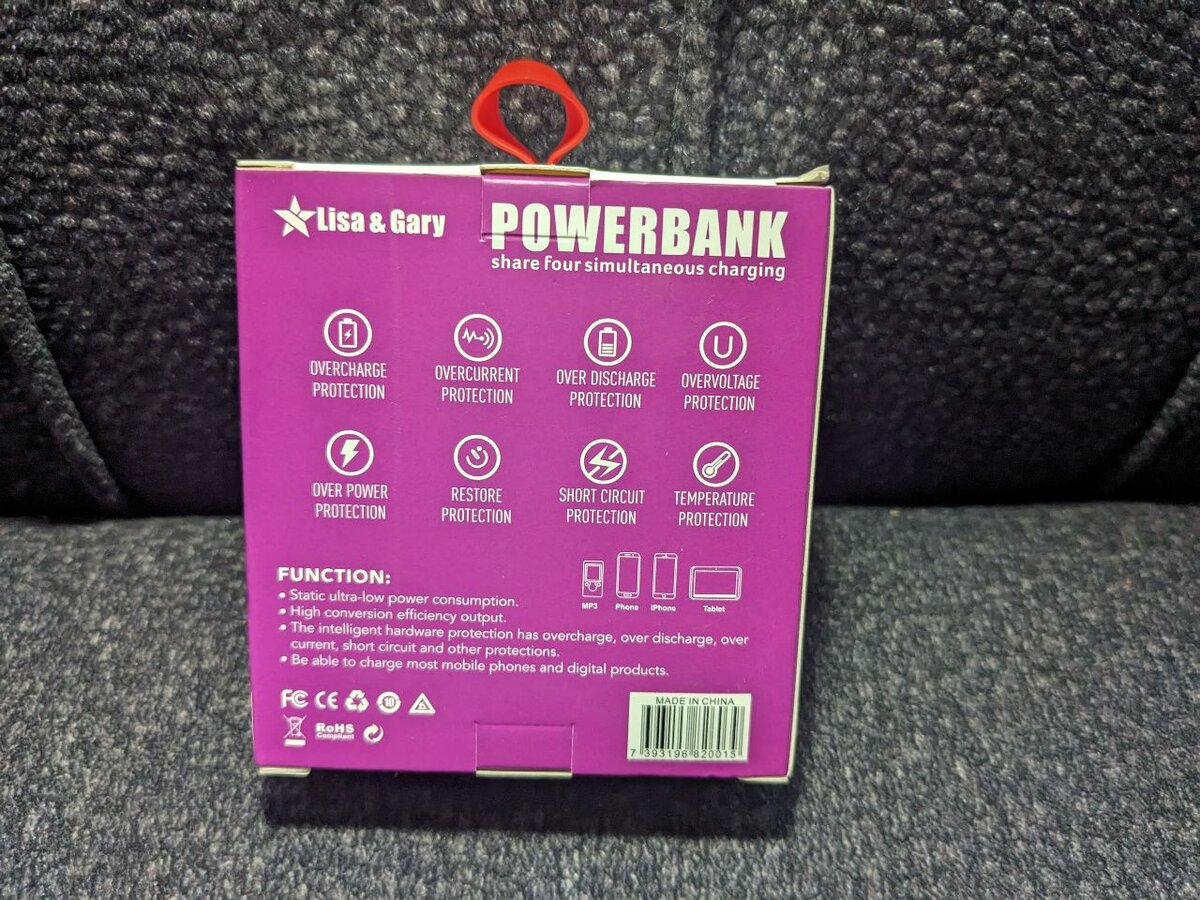 Lisa & Gary
POWERBANK
share four simultaneous charging
OVERCHARGE
PROTECTION
OVERCURRENT
PROTECTION
OVER DISCHARGE
PROTECTION
U
OVERVOLTAGE
PROTECTION
OVER POWER
PROTECTION
RESTORE
PROTECTION
SHORT CIRCUIT
PROTECTION
TEMPERATURE
PROTECTION
MP3
Phone
iPhone
Tablet
FUNCTION:
• Static ultra-low power consumption.
• High conversion efficiency output.
• The intelligent hardware protection has overcharge, over discharge, over
current, short circuit and other protections.
• Be able to charge most mobile phones and digital products.
FC CE 10
RoHS
Compliant
MADE IN CHINA
7 393196 820015